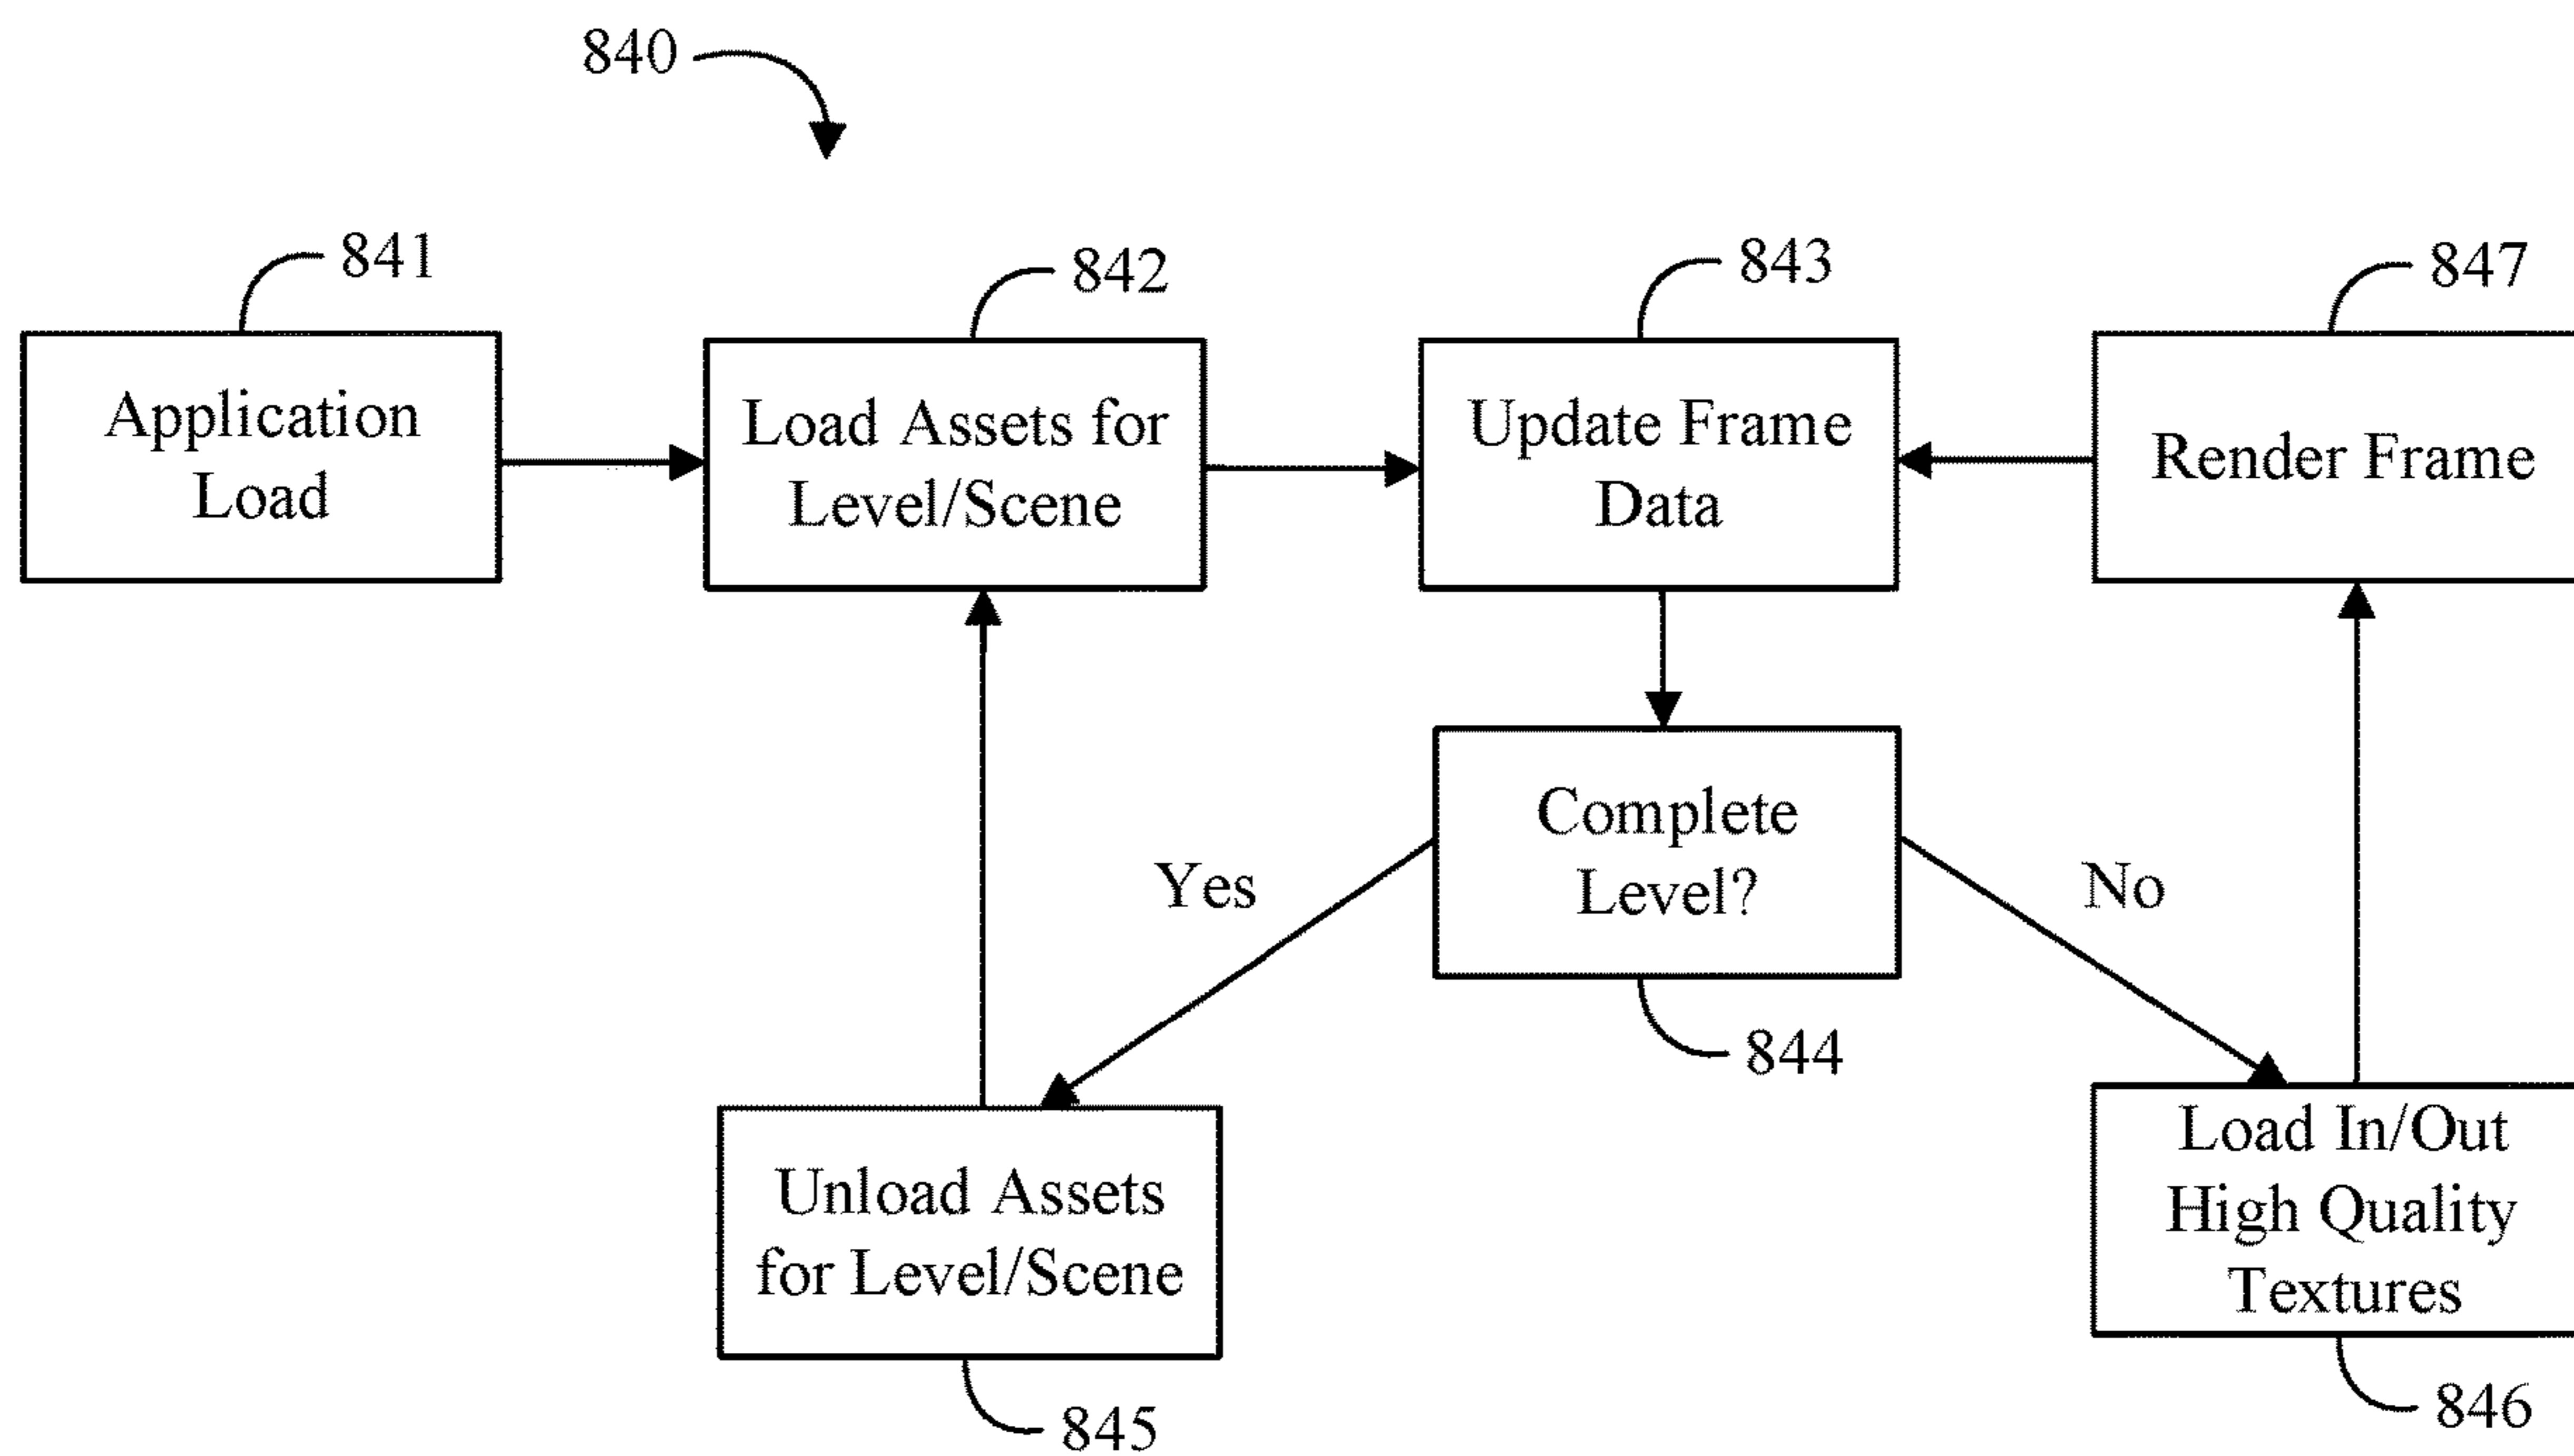 840
841
842
843
847
Application
Load
Load Assets for
Level/Scene
Update Frame
Data
Render Frame
Complete
Level?
Yes
No
844
Unload Assets
for Level/Scene
Load In/Out
High Quality
Textures
845
846